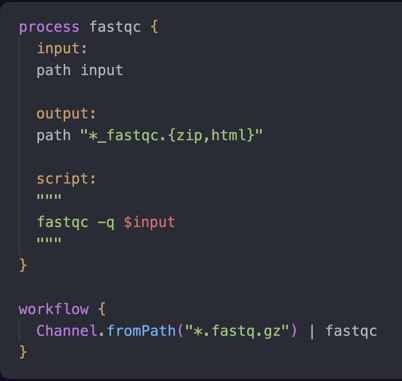 process fastqc {
  input:
  path input

  output:
  path "*_fastqc.{zip,html}"

  script:
  """
  fastqc -q $input
  """
}

workflow {
  Channel.fromPath("*.fastq.gz") | fastqc
}